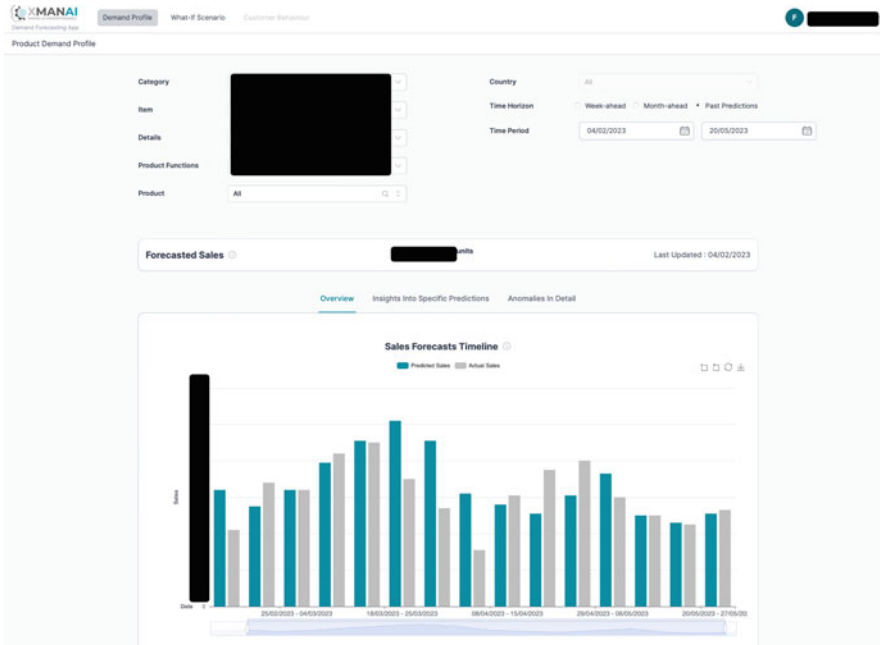 XMANAI
Demand Forecasting App
Demand Profile
What-If Scenario
Customer Behaviour
F
Product Demand Profile
Category
Item
Details
Product Functions
Product
All
Country
All
Time Horizon
Week-ahead
Month-ahead
Past Predictions
Time Period
04/02/2023
20/05/2023
Forecasted Sales
units
Last Updated : 04/02/2023
Overview
Insights Into Specific Predictions
Anomalies In Detail
Sales Forecasts Timeline
Predicted Sales
Actual Sales
Sales
Date
0
25/02/2023 - 04/03/2023
18/03/2023 - 25/03/2023
08/04/2023 - 15/04/2023
29/04/2023 - 06/05/2023
20/05/2023 - 27/05/20